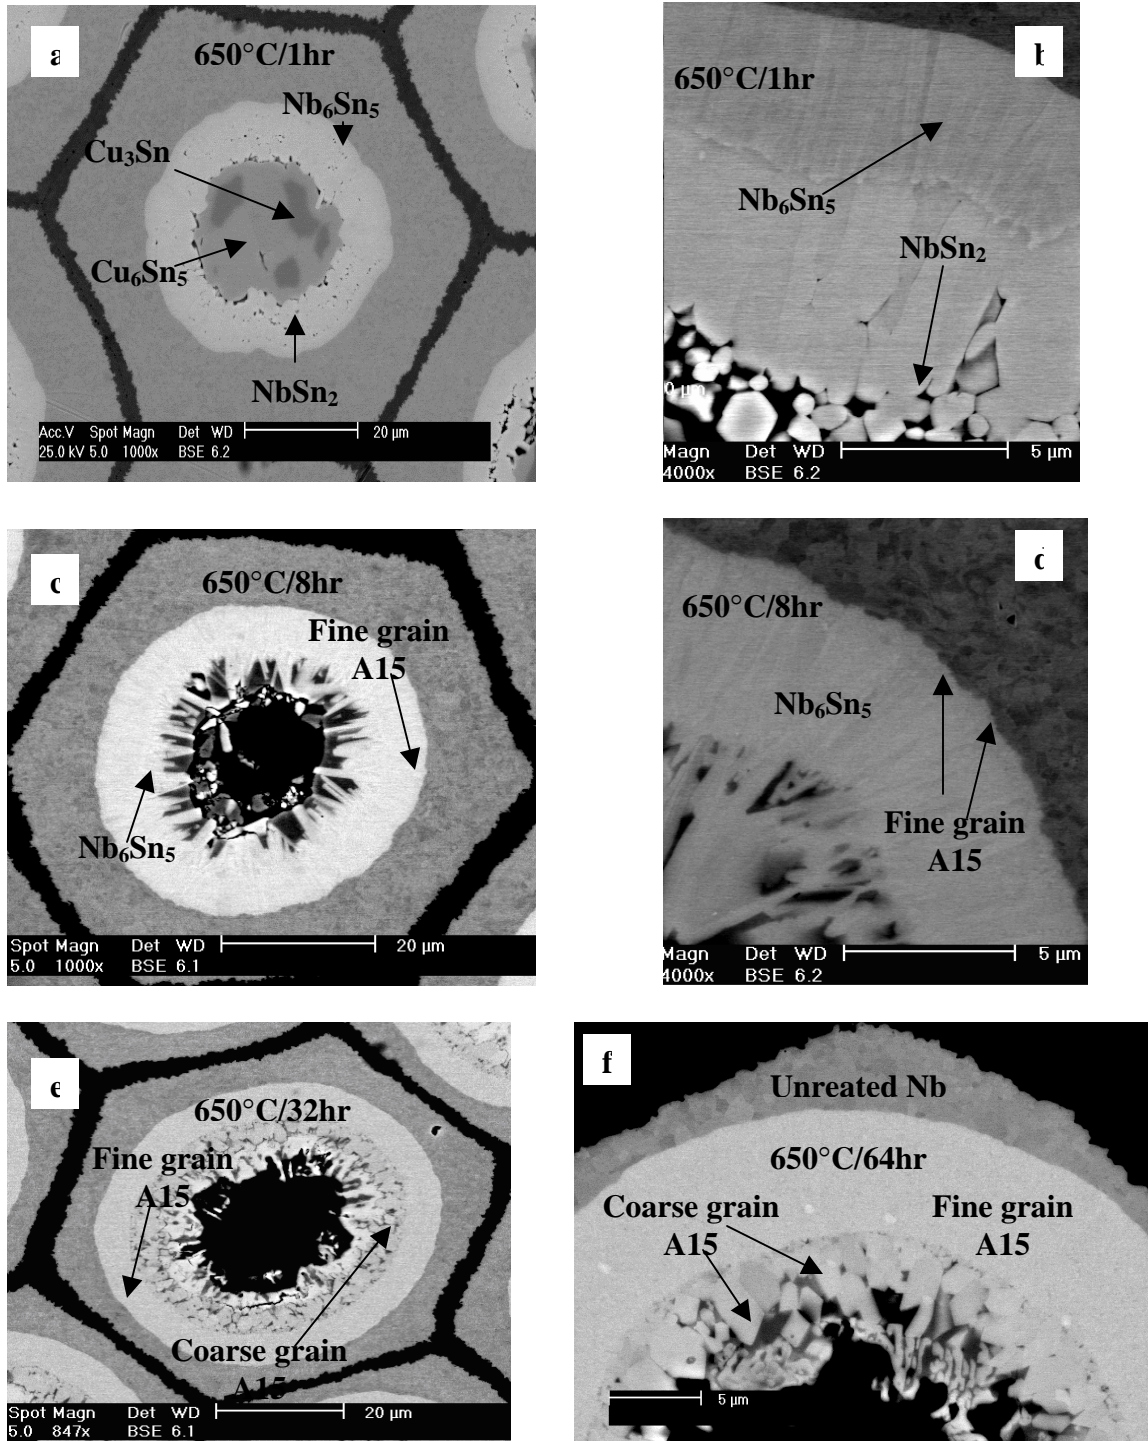 a
650°C/1hr
Nb₆Sn₅
Cu₃Sn
Cu₆Sn₅
NbSn₂
Acc.V Spot Magn Det WD 20 µm
25.0 kV 5.0 1000x BSE 6.2
b
650°C/1hr
Nb₆Sn₅
NbSn₂
0 µm
Magn Det WD 5 µm
4000x BSE 6.2
c
650°C/8hr
Fine grain
A15
Nb₆Sn₅
Spot Magn Det WD 20 µm
5.0 1000x BSE 6.1
d
650°C/8hr
Nb₆Sn₅
Fine grain
A15
Magn Det WD 5 µm
4000x BSE 6.2
e
650°C/32hr
Fine grain
A15
Coarse grain
A15
Spot Magn Det WD 20 µm
5.0 847x BSE 6.1
f
Unreated Nb
650°C/64hr
Coarse grain
A15
Fine grain
A15
5 µm